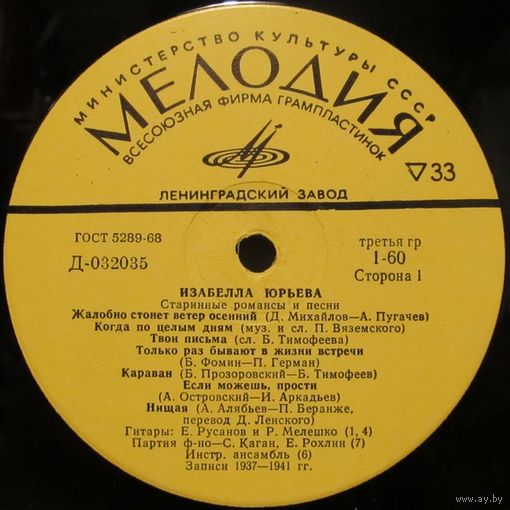 МИНИСТЕРСТВО КУЛЬТУРЫ СССР
МЕЛОДИЯ
ВСЕСОЮЗНАЯ ФИРМА ГРАМПЛАСТИНОК
▽33
ЛЕНИНГРАДСКИЙ ЗАВОД
ГОСТ 5289-68
третья гр
Д-032035
1-60
Сторона 1
ИЗАБЕЛЛА ЮРЬЕВА
Старинные романсы и песни
Жалобно стонет ветер осенний (Д. Михайлов—А. Пугачев)
Когда по целым дням (муз. и сл. П. Вяземского)
Твои письма (сл. Б. Тимофеева)
Только раз бывают в жизни встречи
(Б. Фомин—П. Герман)
Караван (Б. Прозоровский—Б. Тимофеев)
Если можешь, прости
(А. Островский—И. Аркадьев)
Нищая (А. Алябьев—П. Беранже,
перевод Д. Ленского)
Гитары: Е. Русанов и Р. Мелешко (1, 4)
Партия ф-но—С. Каган, Е. Рохлин (7)
Инстр. ансамбль (6)
Записи 1937—1941 гг.
www.ay.by